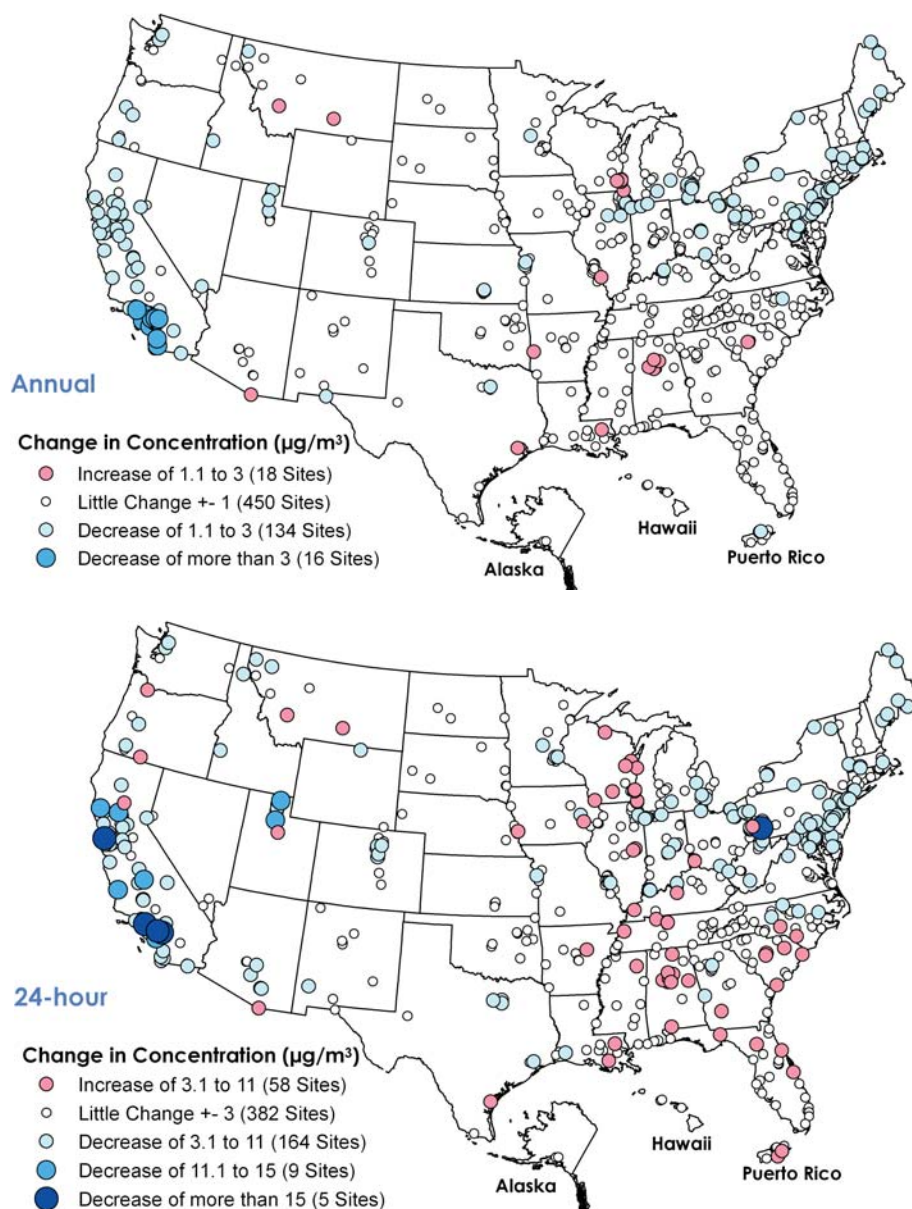 Annual
Change in Concentration (µg/m³)
Increase of 1.1 to 3 (18 Sites)
Little Change +- 1 (450 Sites)
Decrease of 1.1 to 3 (134 Sites)
Decrease of more than 3 (16 Sites)
Alaska
Hawaii
Puerto Rico
24-hour
Change in Concentration (µg/m³)
Increase of 3.1 to 11 (58 Sites)
Little Change +- 3 (382 Sites)
Decrease of 3.1 to 11 (164 Sites)
Decrease of 11.1 to 15 (9 Sites)
Decrease of more than 15 (5 Sites)
Alaska
Hawaii
Puerto Rico